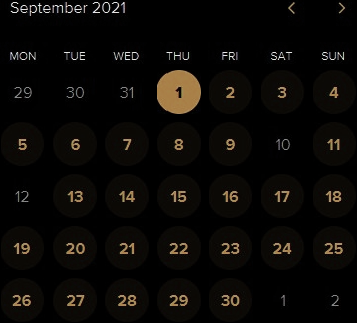 September 2021
MON TUE WED THU FRI SAT SUN
29 30 31 1 2 3 4
5 6 7 8 9 10 11
12 13 14 15 16 17 18
19 20 21 22 23 24 25
26 27 28 29 30 1 2